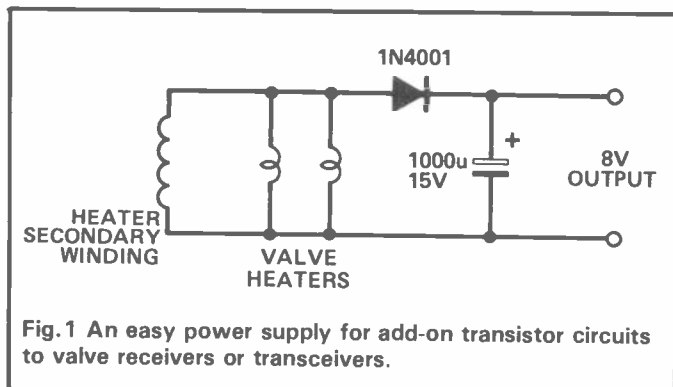 1N4001
+
1000u
15V
8V
OUTPUT
HEATER
SECONDARY
WINDING
VALVE
HEATERS
Fig.1 An easy power supply for add-on transistor circuits
to valve receivers or transceivers.